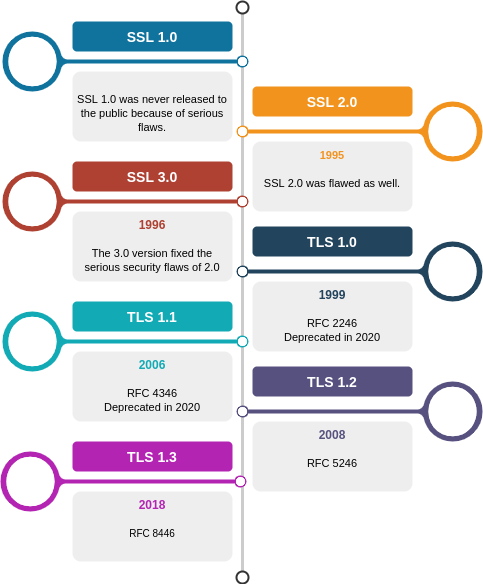 SSL 1.0
SSL 1.0 was never released to
the public because of serious
flaws.
SSL 2.0
1995
SSL 2.0 was flawed as well.
SSL 3.0
1996
The 3.0 version fixed the
serious security flaws of 2.0
TLS 1.0
1999
RFC 2246
Deprecated in 2020
TLS 1.1
2006
RFC 4346
Deprecated in 2020
TLS 1.2
2008
RFC 5246
TLS 1.3
2018
RFC 8446